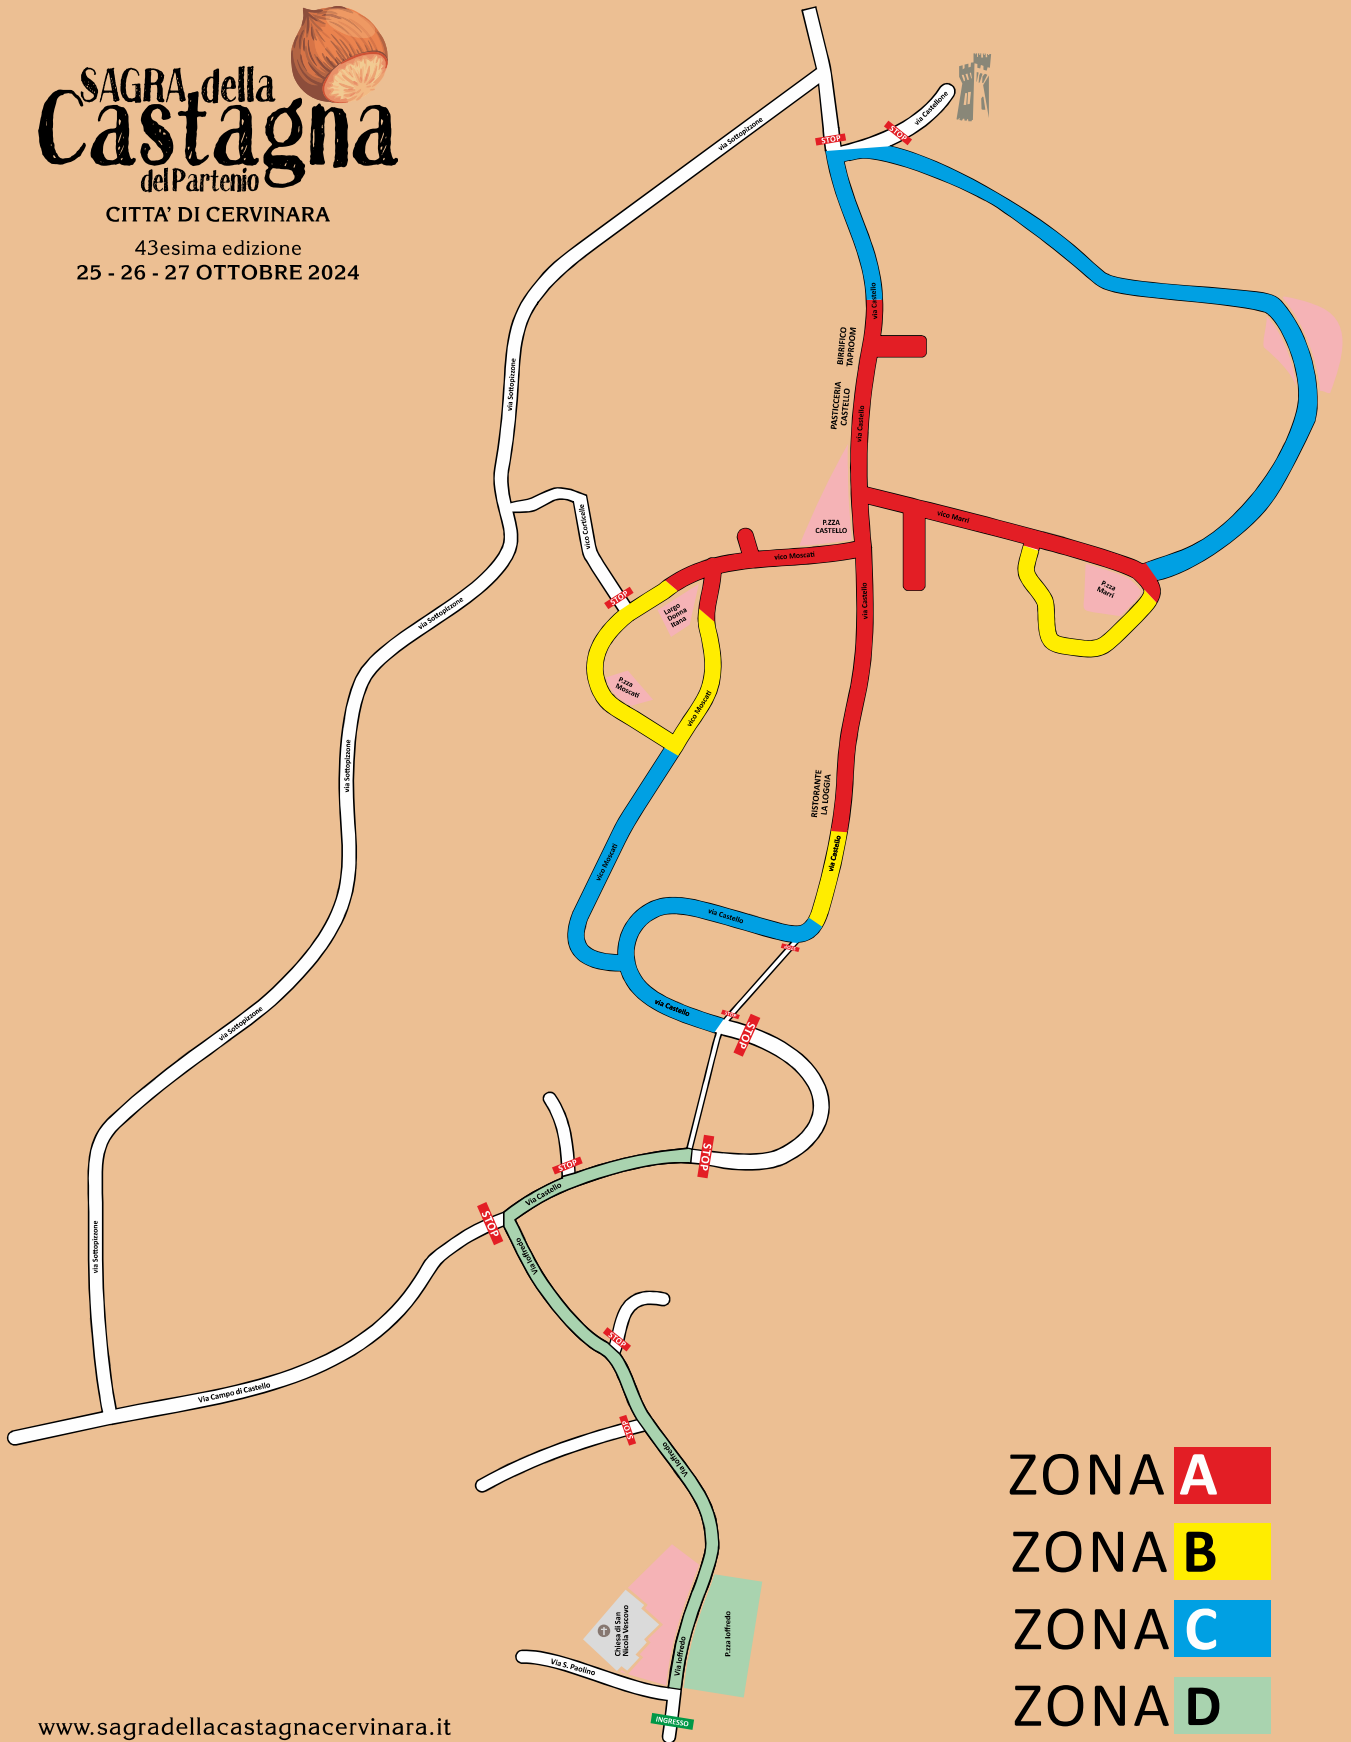 SAGRA della
Castagna
del Partenio
CITTA' DI CERVINARA
43esima edizione
25 - 26 - 27 OTTOBRE 2024
via Sottopizzone
STOP
STOP
via Castellone
via Castello
BIRRIFICO
TAPROOM
via Sottopizzone
PASTICCERIA
CASTELLO
via Castello
vico Corticelle
P.ZZA
CASTELLO
vico Marri
vico Moscati
STOP
via Sottopizzone
Largo
Donna
Itana
via Castello
P.zza
Marri
P.zza
Moscati
vico Moscati
via Sottopizzone
RISTORANTE
LA LOGGIA
vico Moscati
via Castello
via Castello
STOP
via Castello
STOP
STOP
via Sottopizzone
STOP
STOP
Via Castello
STOP
via Sottopizzone
Via Ioffredo
STOP
Via Campo di Castello
STOP
Via Ioffredo
Chiesa di San
Nicola Vescovo
P.zza Ioffredo
Via Ioffredo
Via S. Paolino
INGRESSO
ZONA A
ZONA B
ZONA C
ZONA D
www.sagradellacastagnacervinara.it